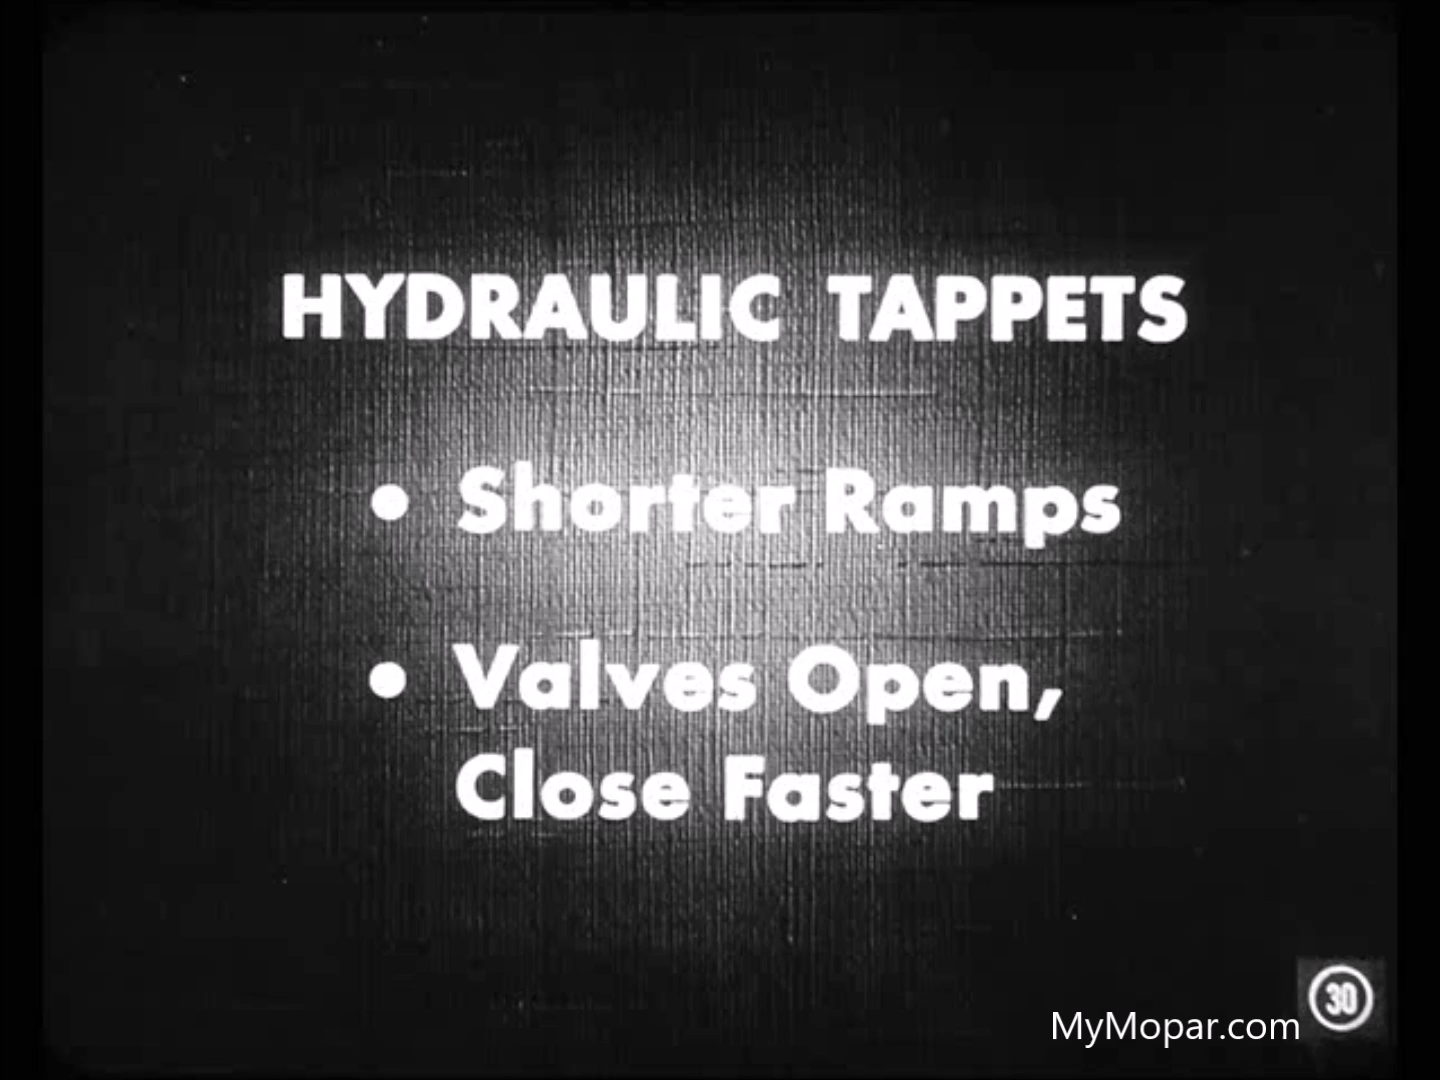 HYDRAULIC TAPPETS
• Shorter Ramps
• Valves Open,
Close Faster
30
MyMopar.com